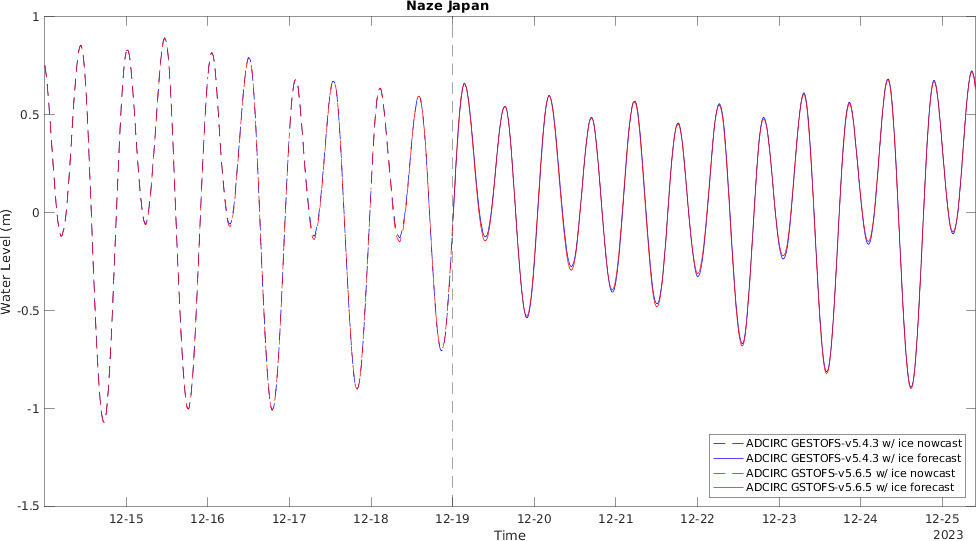 Naze Japan
1
0.5
0
-0.5
-1
-1.5
Water Level (m)
12-15 12-16 12-17 12-18 12-19 12-20 12-21 12-22 12-23 12-24 12-25
Time
2023
ADCIRC GESTOFS-v5.4.3 w/ ice nowcast
ADCIRC GESTOFS-v5.4.3 w/ ice forecast
ADCIRC GSTOFS-v5.6.5 w/ ice nowcast
ADCIRC GSTOFS-v5.6.5 w/ ice forecast